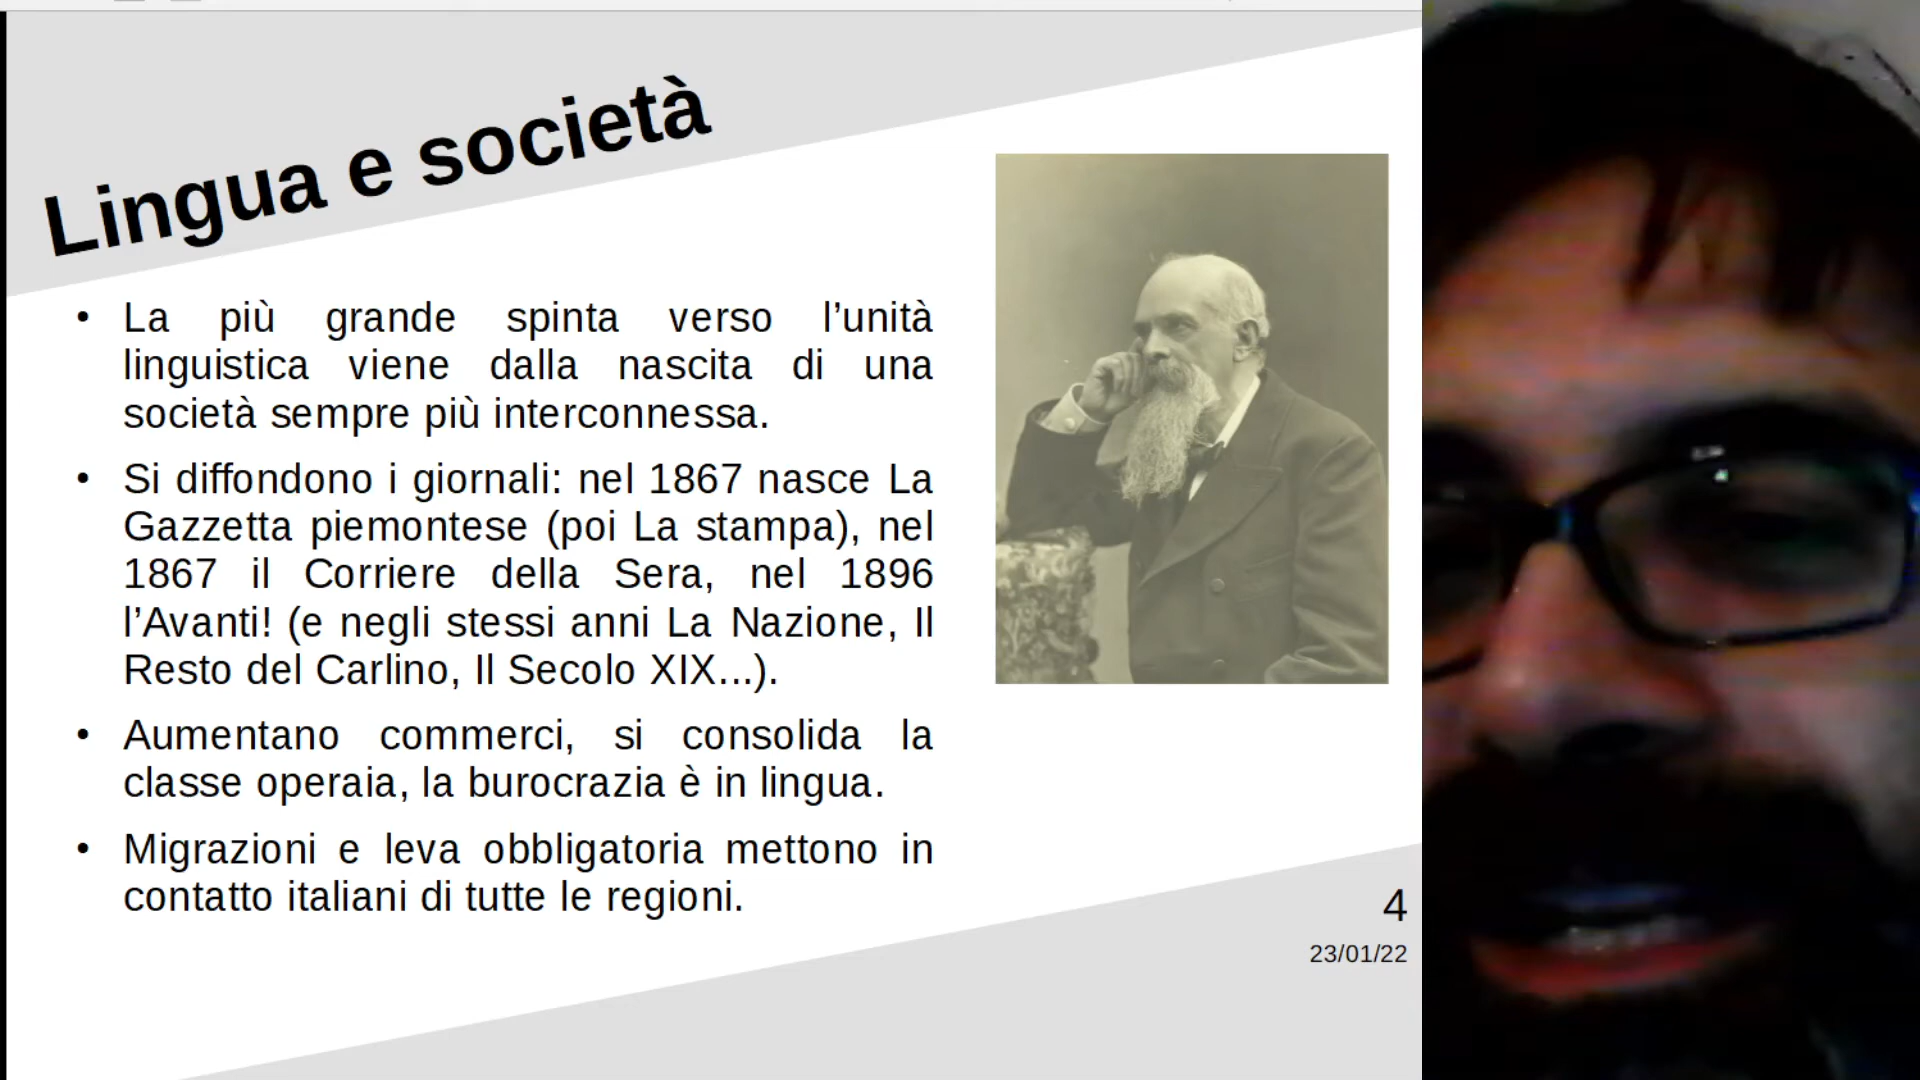 Lingua e società
• La più grande spinta verso l’unità
linguistica viene dalla nascita di una
società sempre più interconnessa.
• Si diffondono i giornali: nel 1867 nasce La
Gazzetta piemontese (poi La stampa), nel
1867 il Corriere della Sera, nel 1896
l’Avanti! (e negli stessi anni La Nazione, Il
Resto del Carlino, Il Secolo XIX...).
• Aumentano commerci, si consolida la
classe operaia, la burocrazia è in lingua.
• Migrazioni e leva obbligatoria mettono in
contatto italiani di tutte le regioni.
4
23/01/22